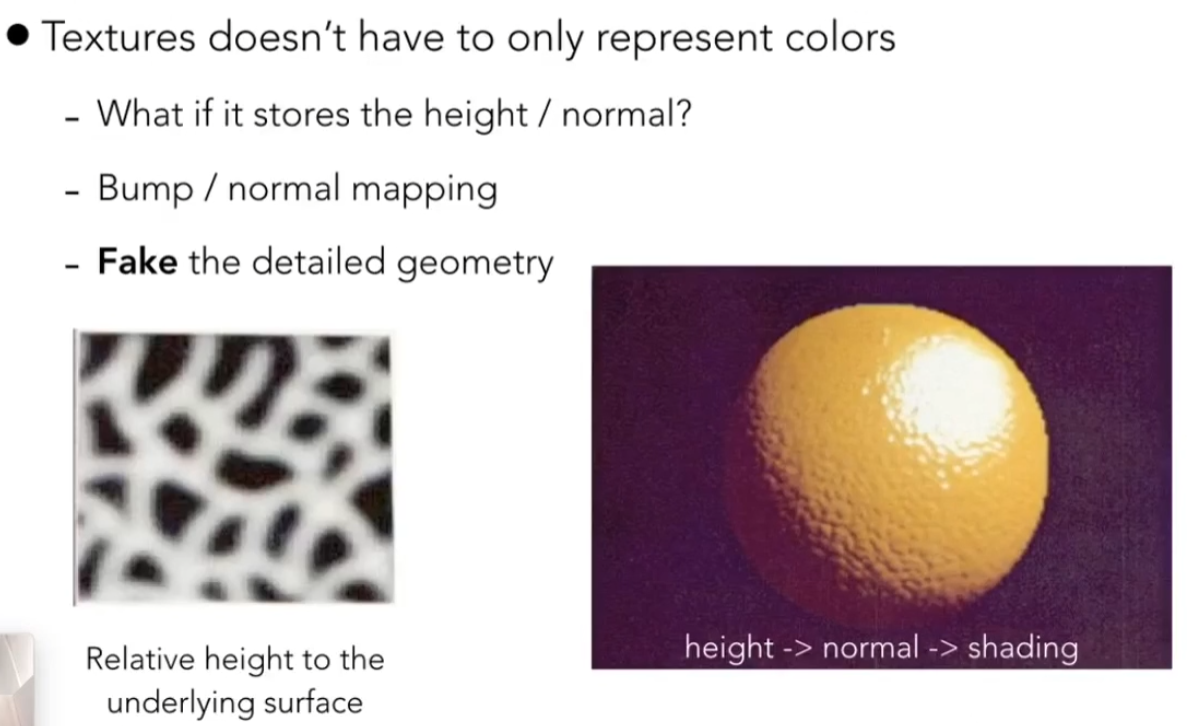 ● Textures doesn't have to only represent colors
- What if it stores the height / normal?
- Bump / normal mapping
- Fake the detailed geometry
height -> normal -> shading
Relative height to the
underlying surface